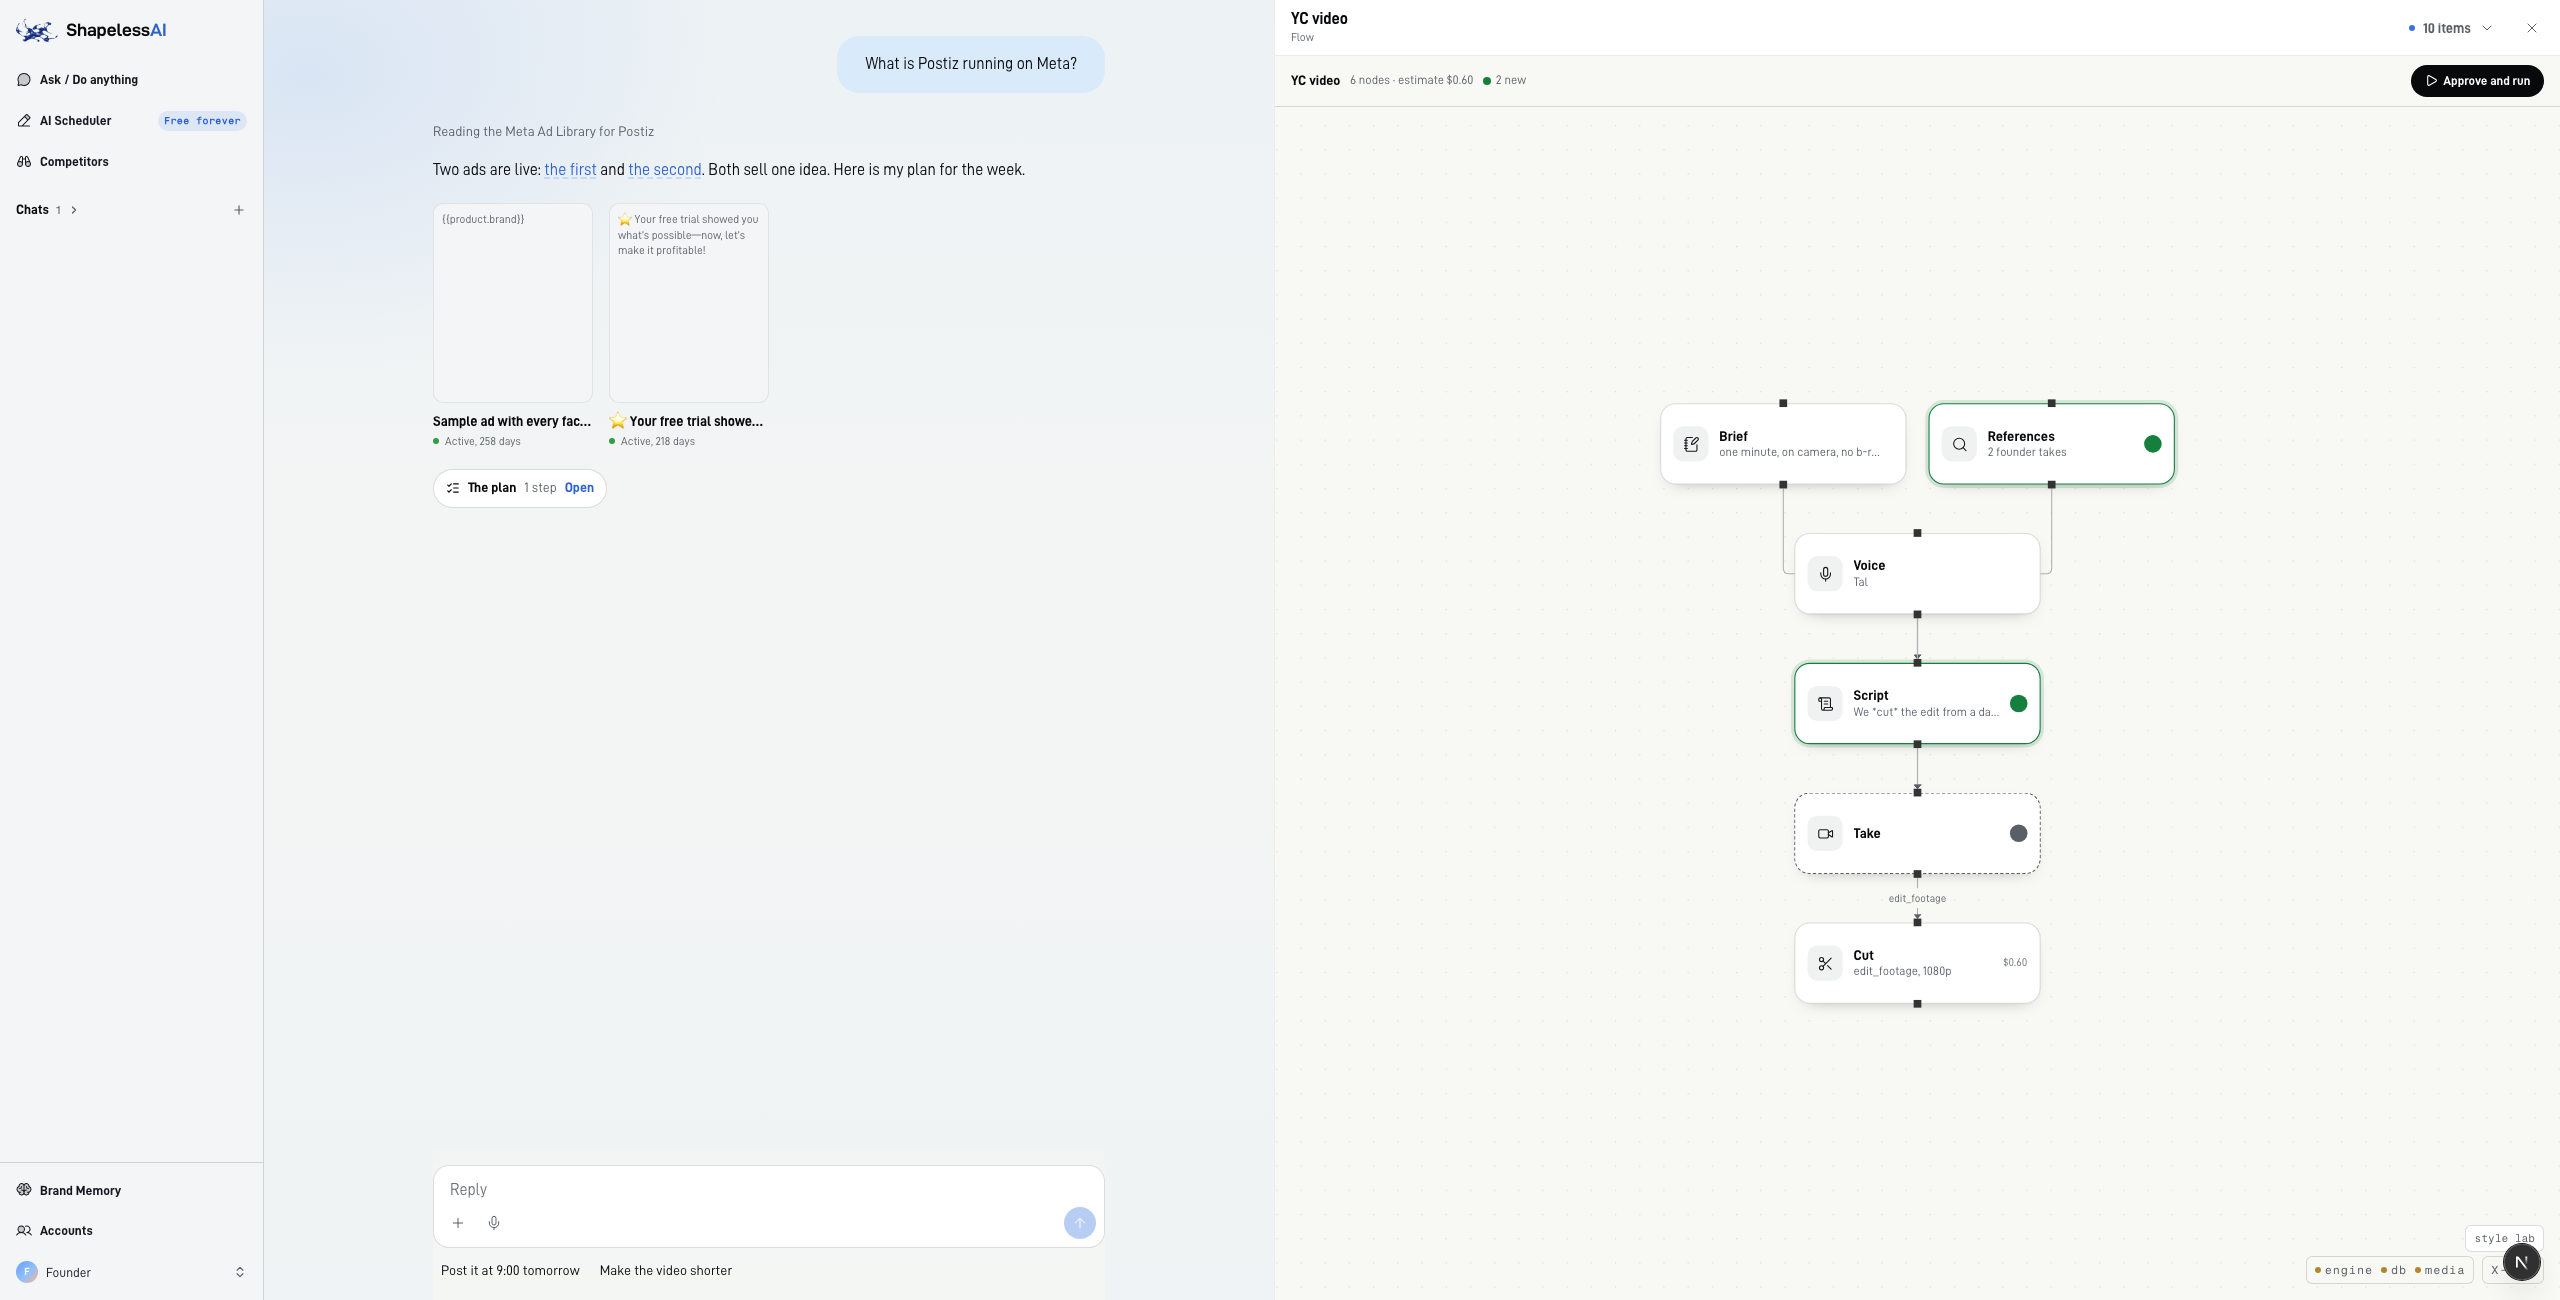 ShapelessAI
Ask / Do anything
AI Scheduler
Free forever
Competitors
Chats 1
Brand Memory
Accounts
F
Founder
What is Postiz running on Meta?
Reading the Meta Ad Library for Postiz
Two ads are live: the first and the second. Both sell one idea. Here is my plan for the week.
{{product.brand}}
⭐ Your free trial showed you
what's possible—now, let's
make it profitable!
Sample ad with every fac...
Active, 258 days
⭐ Your free trial showe...
Active, 218 days
The plan 1 step Open
Reply
Post it at 9:00 tomorrow
Make the video shorter
YC video
Flow
10 items
YC video 6 nodes · estimate $0.60 2 new
Approve and run
Brief
one minute, on camera, no b-r...
References
2 founder takes
Voice
Tal
Script
We *cut* the edit from a da...
Take
edit_footage
Cut
edit_footage, 1080p
$0.60
style lab
engine db media
N